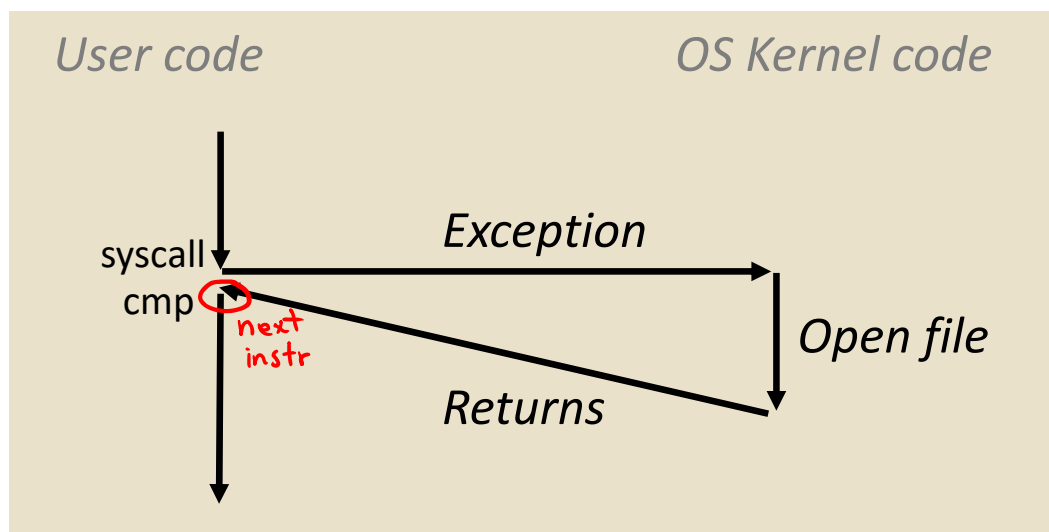 User code
OS Kernel code
Exception
syscall
cmp
next
instr
Open file
Returns